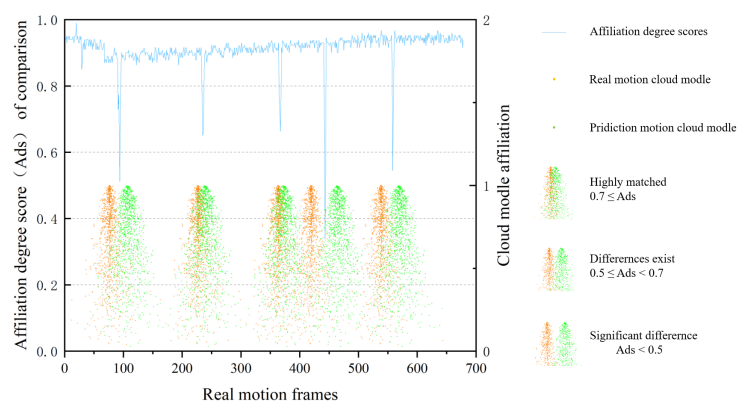 Affiliation degree score（Ads） of comparison
1.0
0.8
0.6
0.4
0.2
0.0
0
100
200
300
400
500
600
700
Real motion frames
2
1
0
Cloud modle affiliation
Affiliation degree scores
Real motion cloud modle
Pridiction motion cloud modle
Highly matched
0.7 ≤ Ads
Differernces exist
0.5 ≤ Ads < 0.7
Significant differernce
Ads < 0.5